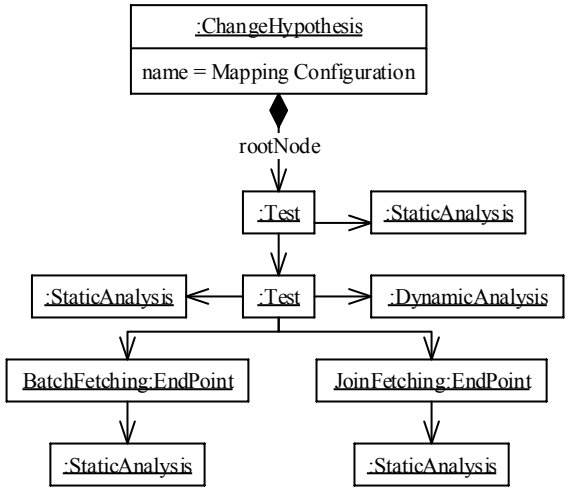 :ChangeHypothesis
name = Mapping Configuration
rootNode
:Test
:StaticAnalysis
:StaticAnalysis
:Test
:DynamicAnalysis
BatchFetching:EndPoint
JoinFetching:EndPoint
:StaticAnalysis
:StaticAnalysis